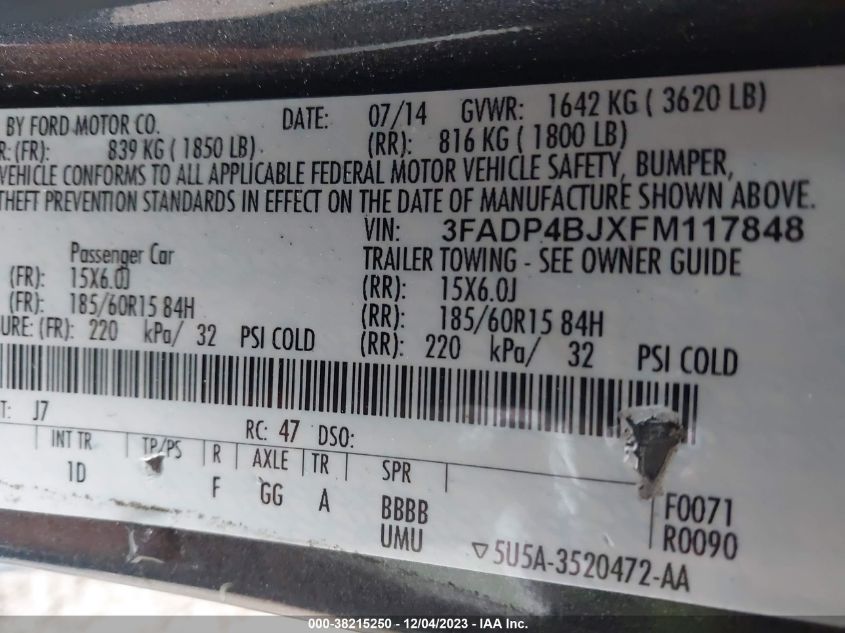 BY FORD MOTOR CO. DATE: 07/14 GVWR: 1642 KG ( 3620 LB)
R: (FR): 839 KG ( 1850 LB). (RR): 816 KG ( 1800 LB)
VEHICLE CONFORMS TO ALL APPLICABLE FEDERAL MOTOR VEHICLE SAFETY, BUMPER,
THEFT PREVENTION STANDARDS IN EFFECT ON THE DATE OF MANUFACTURE SHOWN ABOVE.
VIN: 3FADP4BJXFM117848
Passenger Car TRAILER TOWING - SEE OWNER GUIDE
(FR): 15X6.0J (RR): 15X6.0J
(FR): 185/60R15 84H (RR): 185/60R15 84H
URE: (FR): 220 kPa/ 32 PSI COLD (RR): 220 kPa/ 32 PSI COLD
T: J7
RC: 47 DSO:
INT TR TP/PS R AXLE TR SPR
1D F GG A BBBB F0071
UMU R0090
5U5A-3520472-AA
000-38215250 - 12/04/2023 - IAA Inc.